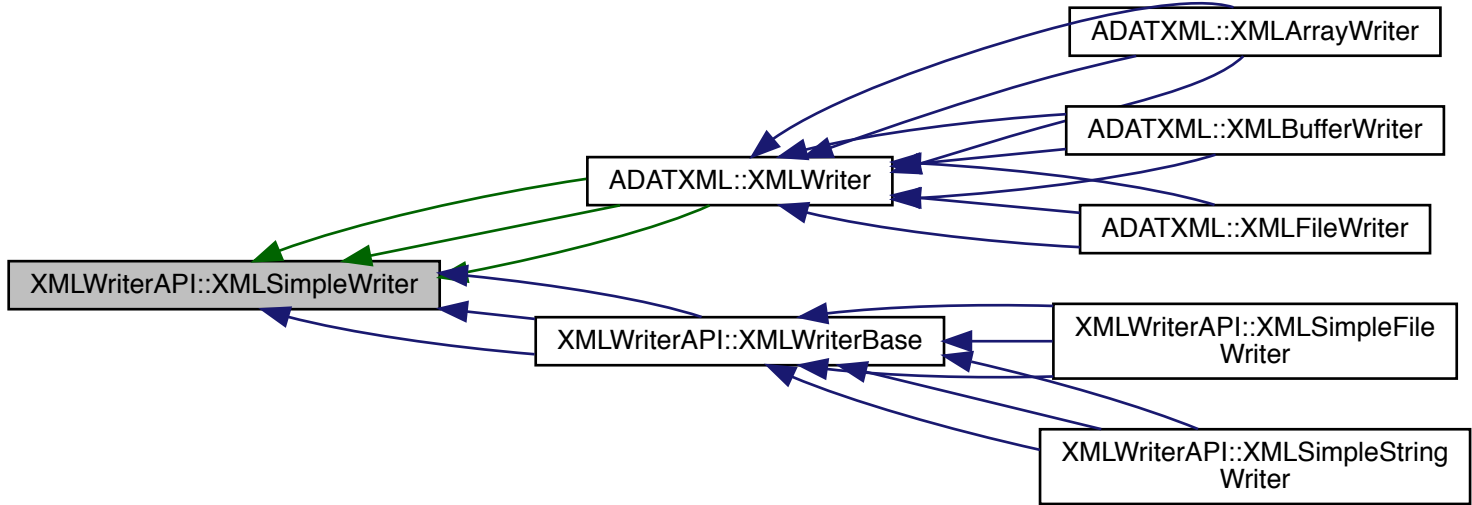 ADATXML::XMLArrayWriter
ADATXML::XMLBufferWriter
ADATXML::XMLWriter
ADATXML::XMLFileWriter
XMLWriterAPI::XMLSimpleWriter
XMLWriterAPI::XMLWriterBase
XMLWriterAPI::XMLSimpleFile
Writer
XMLWriterAPI::XMLSimpleString
Writer